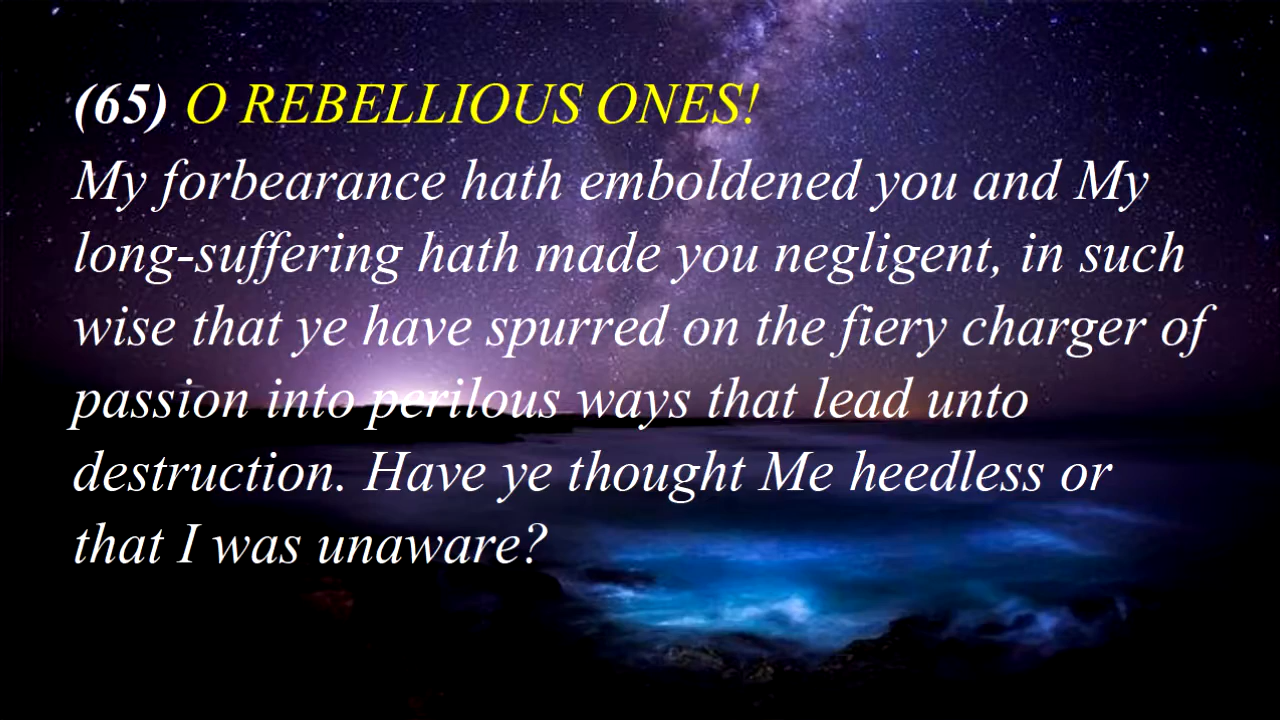 (65) O REBELLIOUS ONES!
My forbearance hath emboldened you and My
long-suffering hath made you negligent, in such
wise that ye have spurred on the fiery charger of
passion into perilous ways that lead unto
destruction. Have ye thought Me heedless or
that I was unaware?